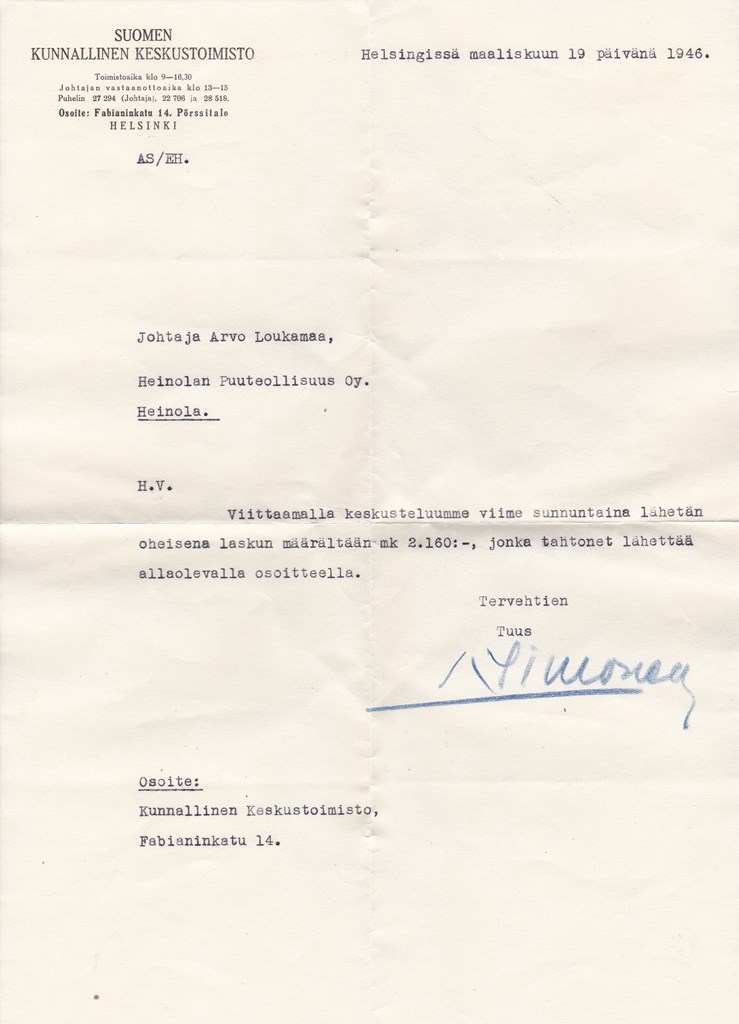 SUOMEN
KUNNALLINEN KESKUSTOIMISTO
Toimistoaika klo 9—16,30
Johtajan vastaanottoaika klo 13—15
Puhelin 27 294 (Johtaja), 22 706 ja 28 518.
Osoite: Fabianinkatu 14. Pörssitalo
HELSINKI
Helsingissä maaliskuun 19 päivänä 1946.
AS/EH.
Johtaja Arvo Loukamaa,
Heinolan Puuteollisuus Oy.
Heinola.
H.V.
Viittaamalla keskusteluumme viime sunnuntaina lähetän
oheisena laskun määrältään mk 2.160:-, jonka tahtonet lähettää
allaolevalla osoitteella.
Tervehtien
Tuus
Simonen
Osoite:
Kunnallinen Keskustoimisto,
Fabianinkatu 14.